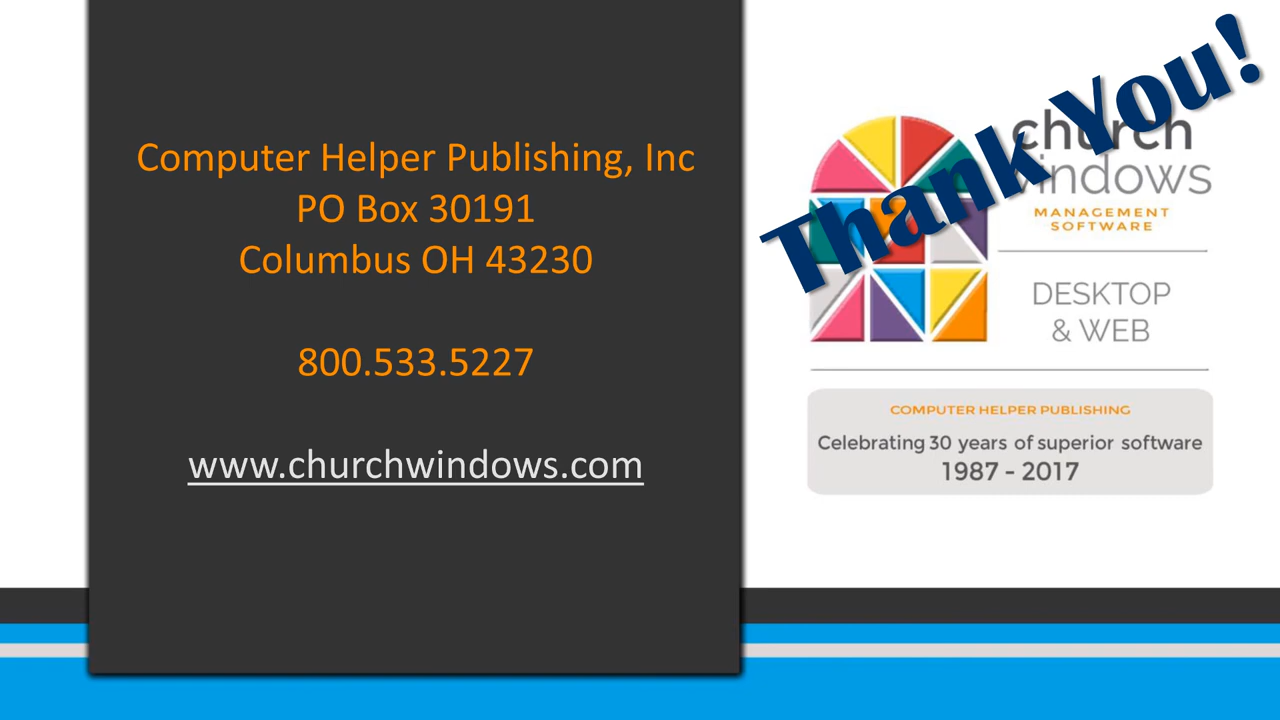 Computer Helper Publishing, Inc
PO Box 30191
Columbus OH 43230
800.533.5227
www.churchwindows.com
Thank You!
church
windows
MANAGEMENT
SOFTWARE
DESKTOP
& WEB
COMPUTER HELPER PUBLISHING
Celebrating 30 years of superior software
1987 - 2017